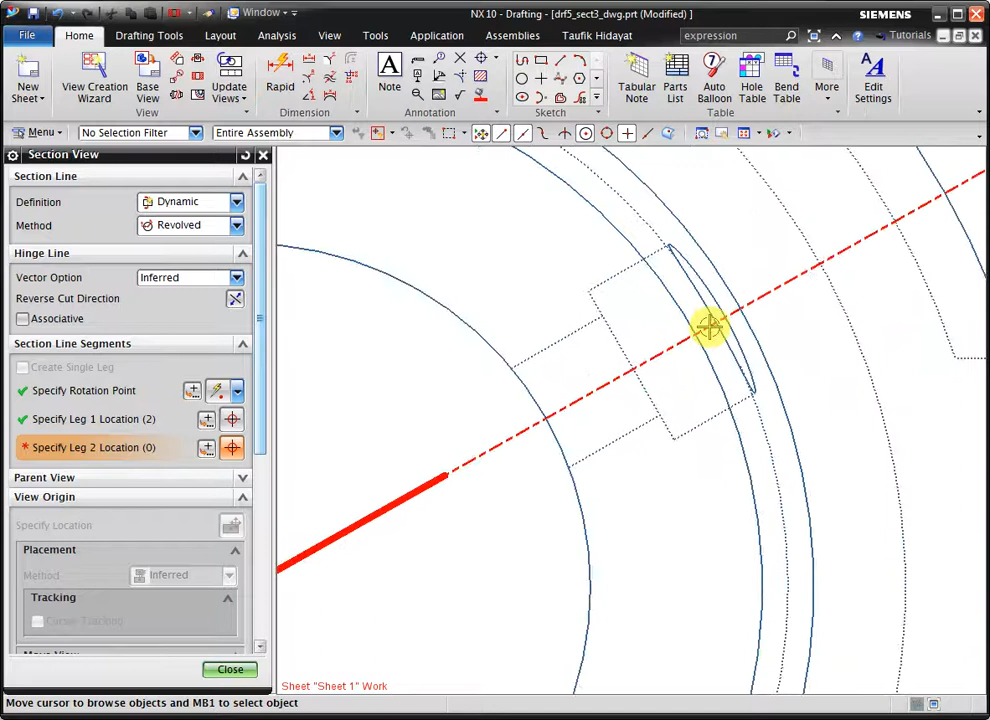 Window
NX 10 - Drafting - [drf5_sect3_dwg.prt (Modified) ]
SIEMENS
File
Home
Drafting Tools
Layout
Analysis
View
Tools
Application
Assemblies
Taufik Hidayat
expression
Tutorials
New Sheet
View Creation Wizard
Base View
Update Views
View
Rapid
Dimension
Note
Annotation
Sketch
Tabular Note
Parts List
Auto Balloon
Hole Table
Bend Table
More
Table
Edit Settings
Menu
No Selection Filter
Entire Assembly
Section View
Section Line
Definition
Dynamic
Method
Revolved
Hinge Line
Vector Option
Inferred
Reverse Cut Direction
Associative
Section Line Segments
Create Single Leg
Specify Rotation Point
Specify Leg 1 Location (2)
* Specify Leg 2 Location (0)
Parent View
View Origin
Specify Location
Placement
Method
Inferred
Tracking
Cursor Tracking
Close
Sheet "Sheet 1" Work
Move cursor to browse objects and MB1 to select object